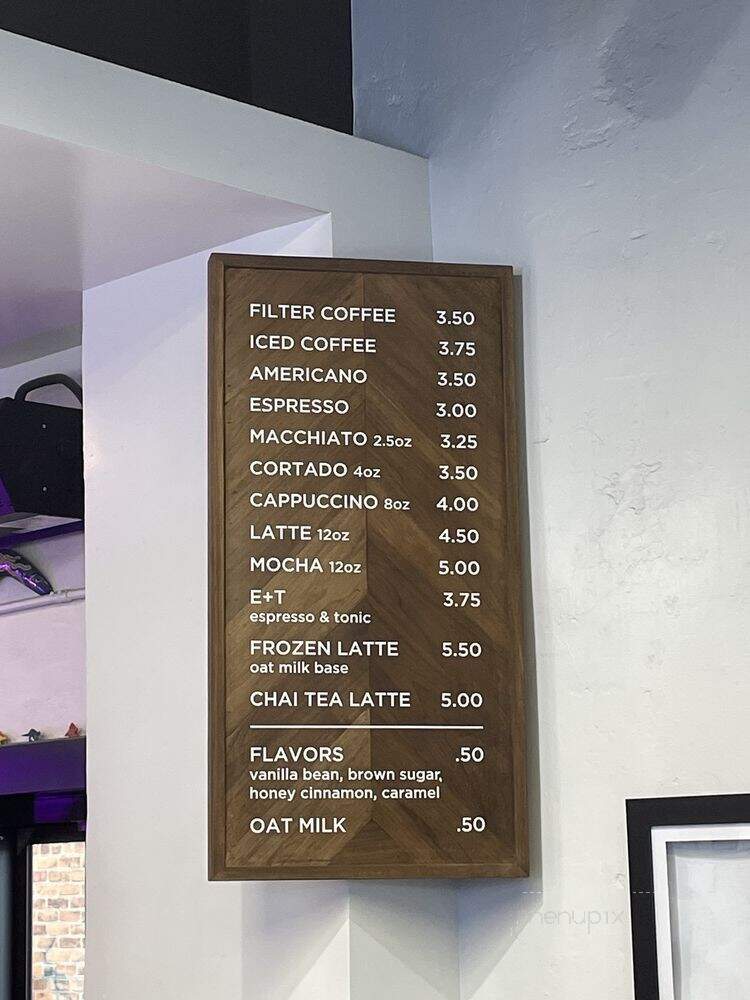 FILTER COFFEE 3.50
ICED COFFEE 3.75
AMERICANO 3.50
ESPRESSO 3.00
MACCHIATO 2.5oz 3.25
CORTADO 4oz 3.50
CAPPUCCINO 8oz 4.00
LATTE 12oz 4.50
MOCHA 12oz 5.00
E+T 3.75
espresso & tonic
FROZEN LATTE 5.50
oat milk base
CHAI TEA LATTE 5.00
FLAVORS .50
vanilla bean, brown sugar,
honey cinnamon, caramel
OAT MILK .50
menupix